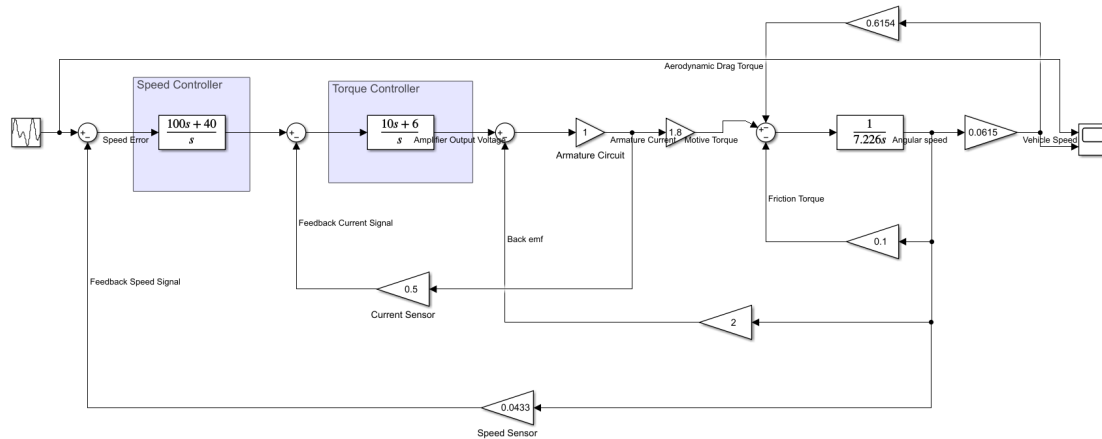 0.6154
Aerodynamic Drag Torque
Speed Controller
Torque Controller
+
−
Speed Error
100s + 40
s
+
−
10s + 6
s
Amplifier Output Voltage
+
−
1
Armature Circuit
Armature Current
1.8
Motive Torque
+
−
−
1
7.226s
Angular speed
0.0615
Vehicle Speed
Friction Torque
0.1
Feedback Current Signal
Back emf
Feedback Speed Signal
0.5
Current Sensor
2
0.0433
Speed Sensor